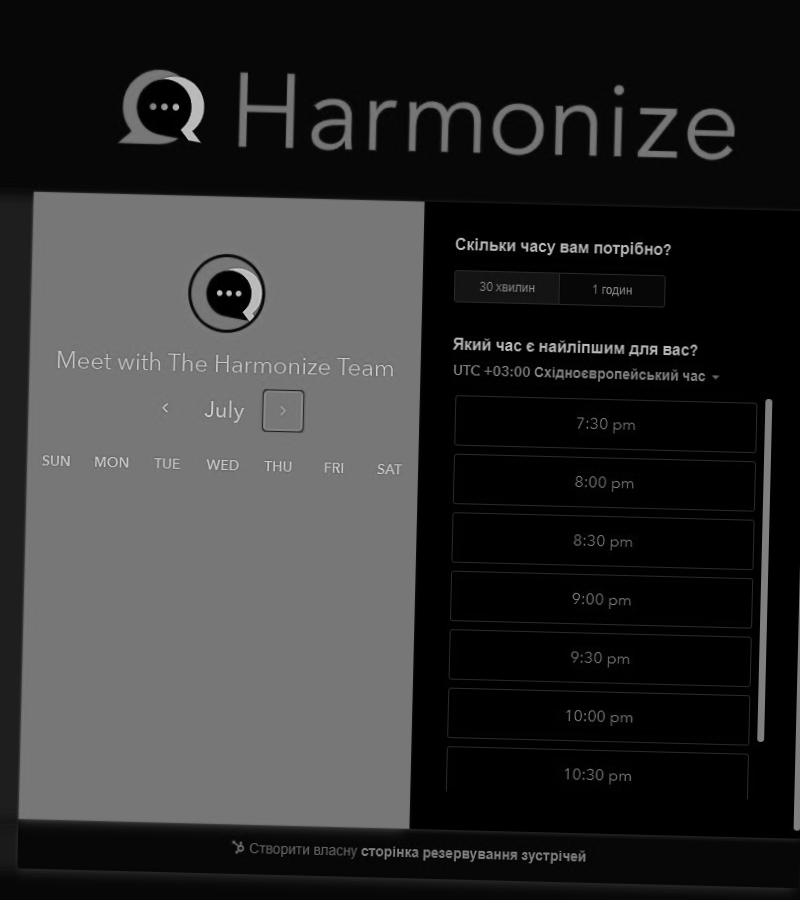 Harmonize
Meet with The Harmonize Team
July
SUN MON TUE WED THU FRI SAT
Скільки часу вам потрібно?
30 хвилин 1 годин
Який час є найліпшим для вас?
UTC +03:00 Східноєвропейський час
7:30 pm
8:00 pm
8:30 pm
9:00 pm
9:30 pm
10:00 pm
10:30 pm
Створити власну сторінка резервування зустрічей